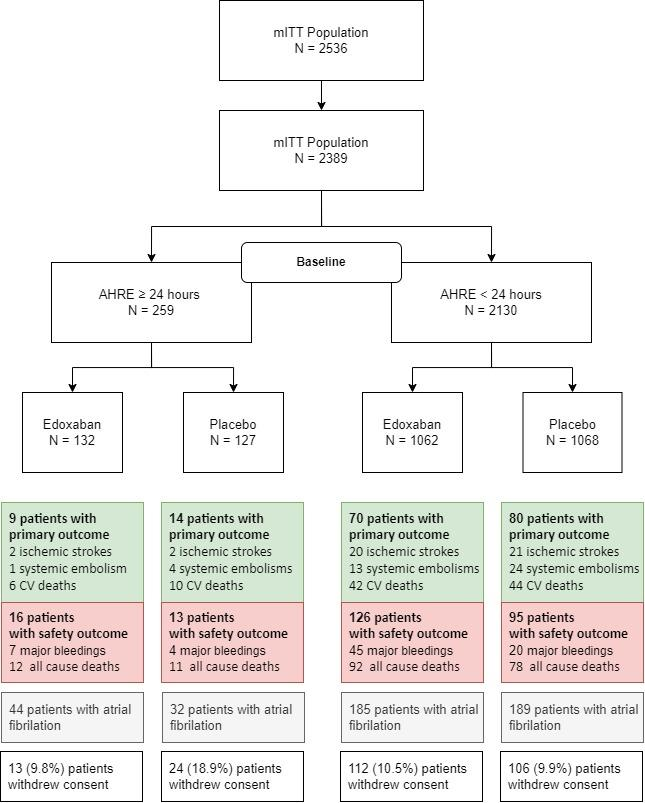 mITT Population
N = 2536
mITT Population
N = 2389
Baseline
AHRE ≥ 24 hours
N = 259
AHRE < 24 hours
N = 2130
Edoxaban
N = 132
Placebo
N = 127
Edoxaban
N = 1062
Placebo
N = 1068
9 patients with
primary outcome
2 ischemic strokes
1 systemic embolism
6 CV deaths
14 patients with
primary outcome
2 ischemic strokes
4 systemic embolisms
10 CV deaths
70 patients with
primary outcome
20 ischemic strokes
13 systemic embolisms
42 CV deaths
80 patients with
primary outcome
21 ischemic strokes
24 systemic embolisms
44 CV deaths
16 patients
with safety outcome
7 major bleedings
12 all cause deaths
13 patients
with safety outcome
4 major bleedings
11 all cause deaths
126 patients
with safety outcome
45 major bleedings
92 all cause deaths
95 patients
with safety outcome
20 major bleedings
78 all cause deaths
44 patients with atrial
fibrilation
32 patients with atrial
fibrilation
185 patients with atrial
fibrilation
189 patients with atrial
fibrilation
13 (9.8%) patients
withdrew consent
24 (18.9%) patients
withdrew consent
112 (10.5%) patients
withdrew consent
106 (9.9%) patients
withdrew consent